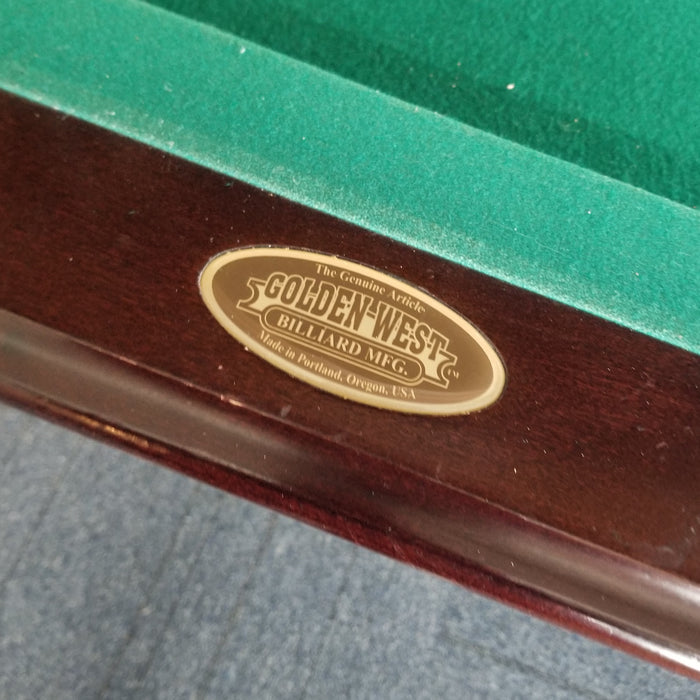 The Genuine Article
GOLDEN-WEST
BILLIARD MFG.
Made in Portland, Oregon, USA